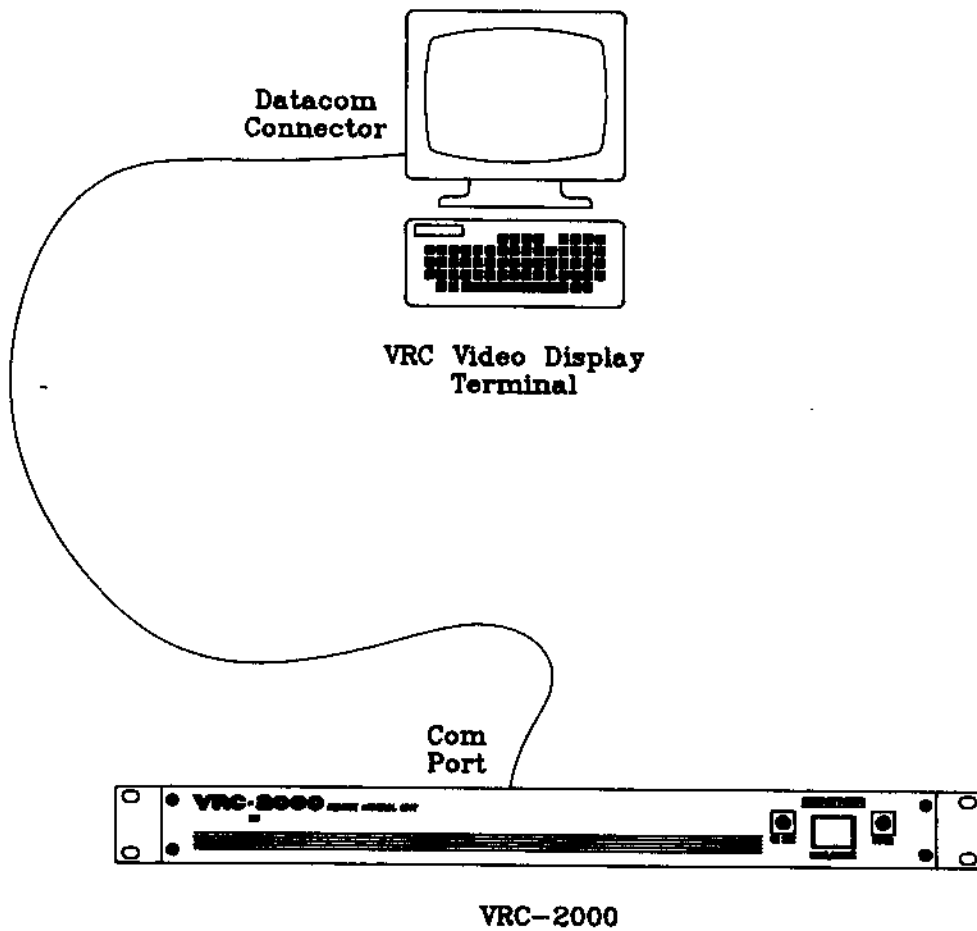 Datacom
Connector
VRC Video Display
Terminal
Com
Port
VRC-2000
VRC-2000